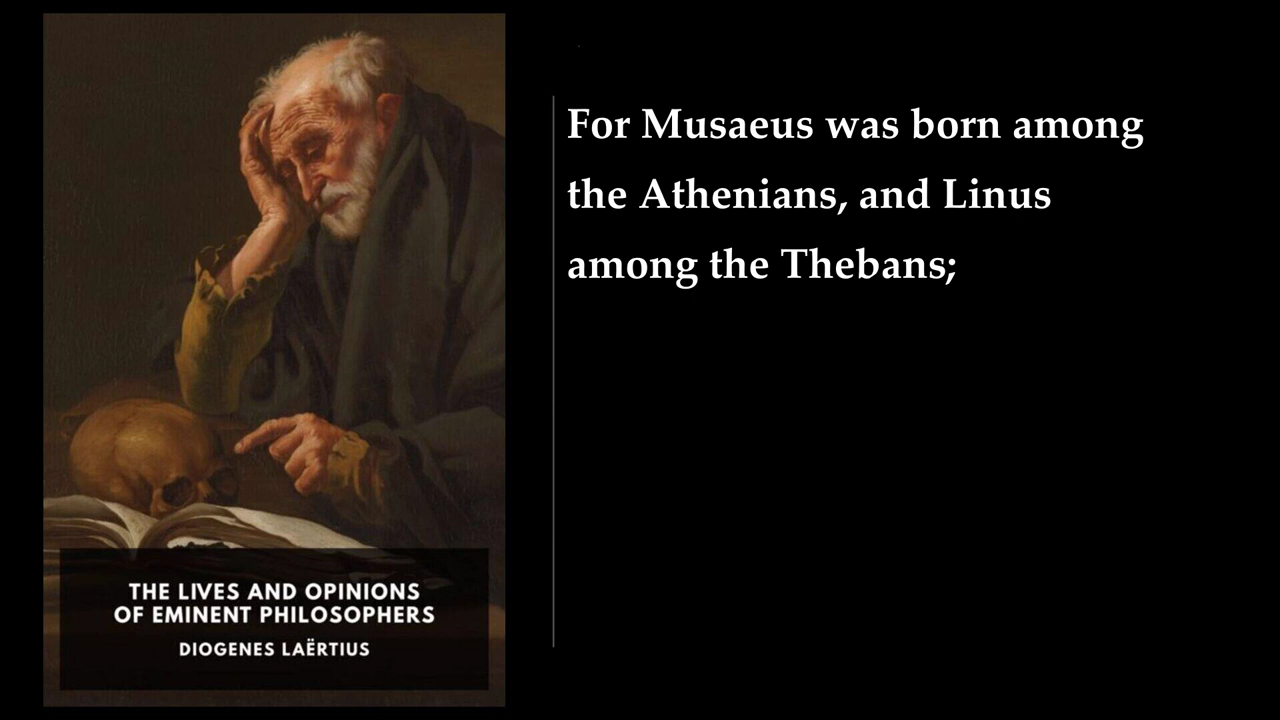 For Musaeus was born among
the Athenians, and Linus
among the Thebans;
THE LIVES AND OPINIONS
OF EMINENT PHILOSOPHERS
DIOGENES LAËRTIUS